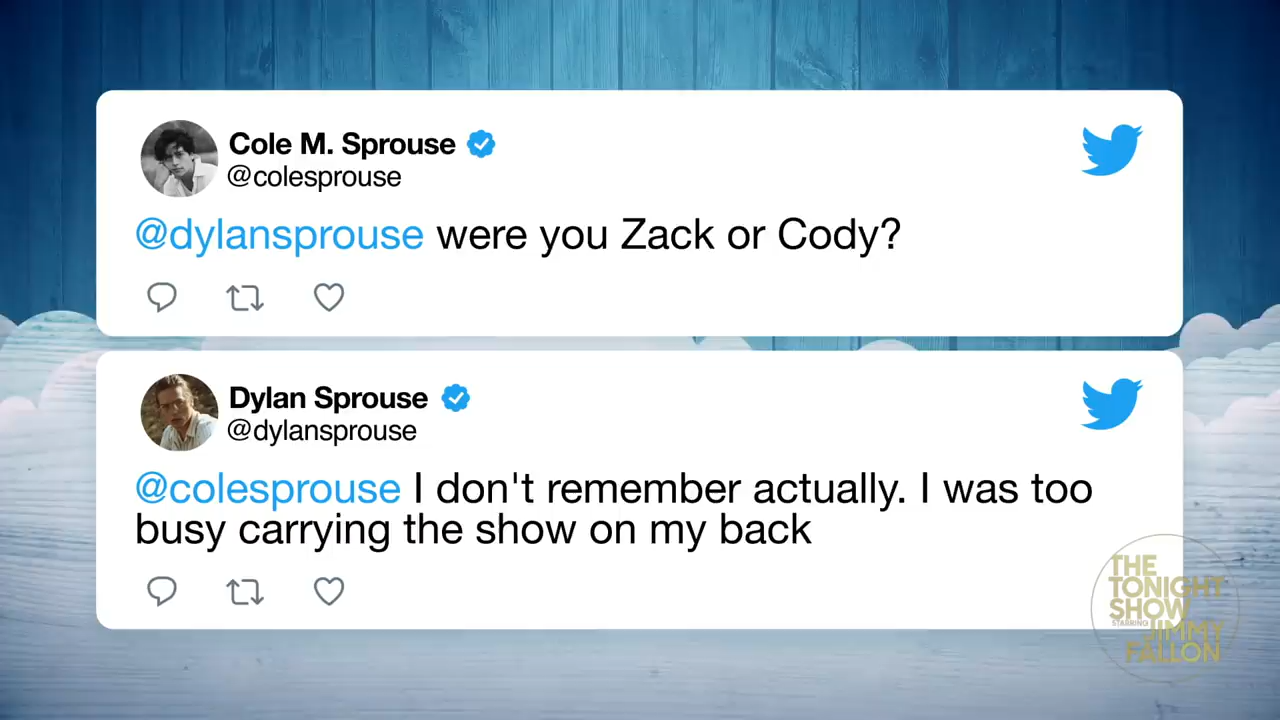 Cole M. Sprouse
@colesprouse
@dylansprouse were you Zack or Cody?
Dylan Sprouse
@dylansprouse
@colesprouse I don't remember actually. I was too
busy carrying the show on my back
THE
TONIGHT
SHOW
STARRING
JIMMY
FALLON